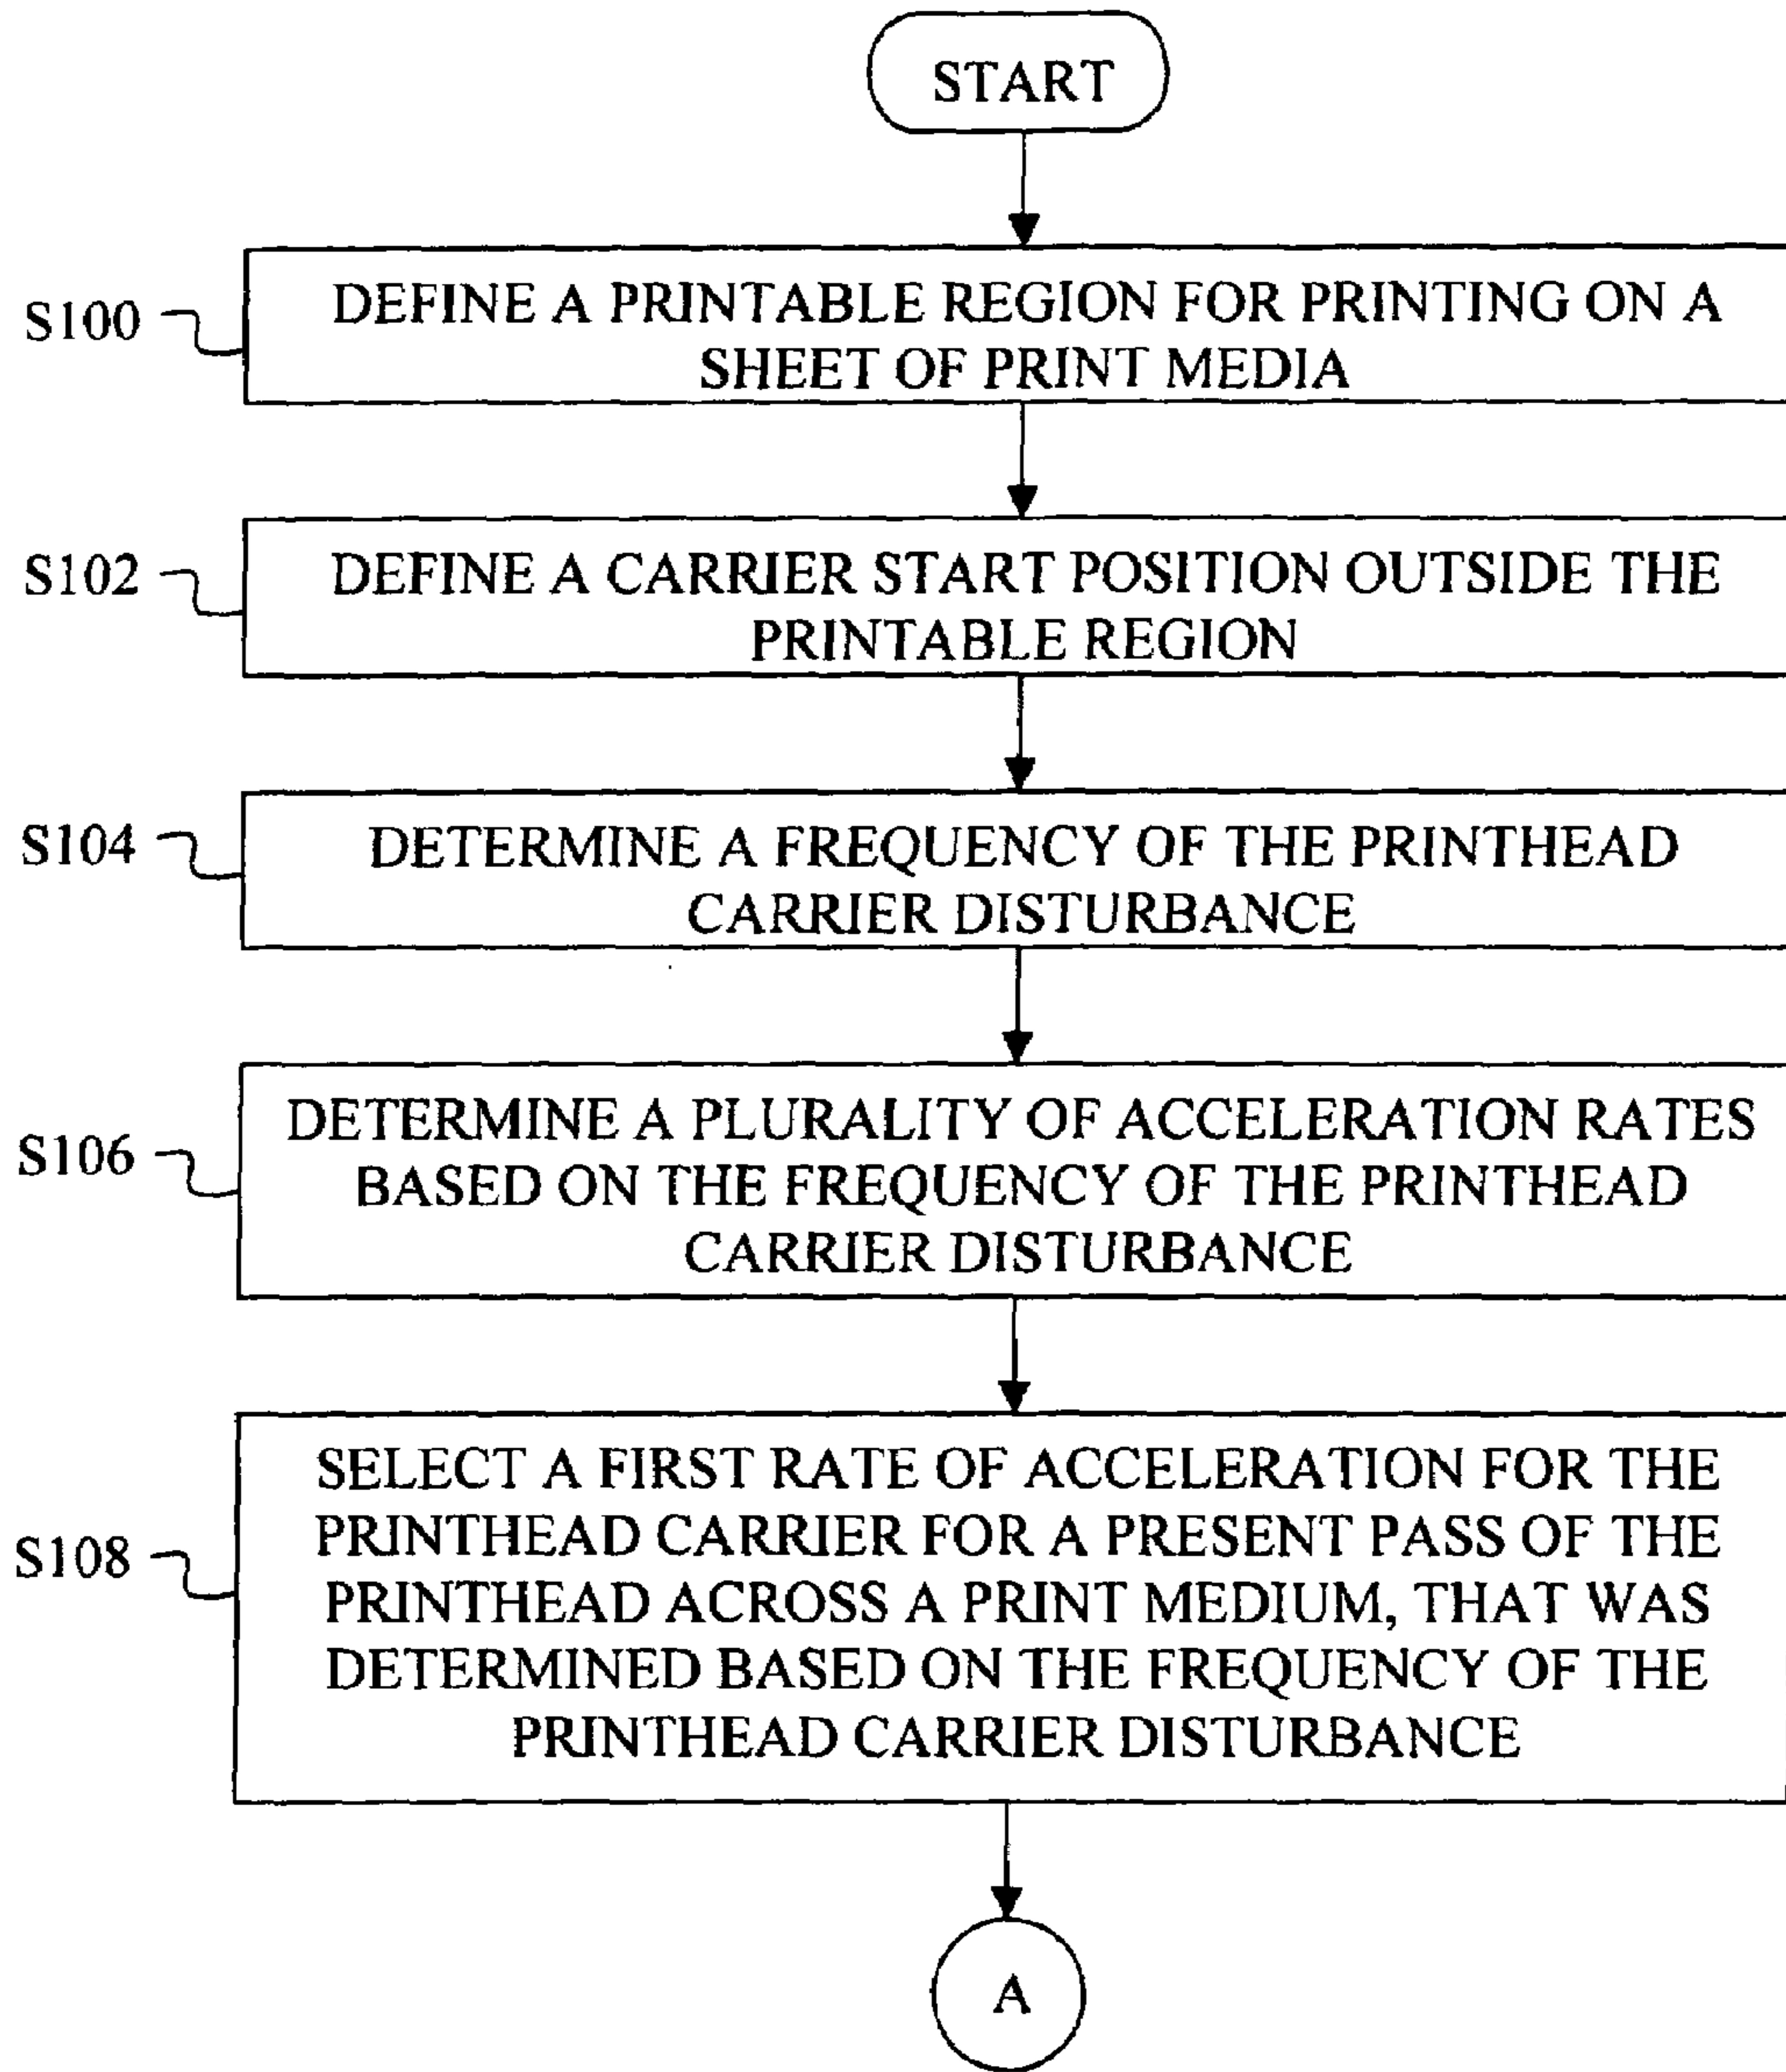 START
S100
DEFINE A PRINTABLE REGION FOR PRINTING ON A
SHEET OF PRINT MEDIA
S102
DEFINE A CARRIER START POSITION OUTSIDE THE
PRINTABLE REGION
S104
DETERMINE A FREQUENCY OF THE PRINTHEAD
CARRIER DISTURBANCE
S106
DETERMINE A PLURALITY OF ACCELERATION RATES
BASED ON THE FREQUENCY OF THE PRINTHEAD
CARRIER DISTURBANCE
S108
SELECT A FIRST RATE OF ACCELERATION FOR THE
PRINTHEAD CARRIER FOR A PRESENT PASS OF THE
PRINTHEAD ACROSS A PRINT MEDIUM, THAT WAS
DETERMINED BASED ON THE FREQUENCY OF THE
PRINTHEAD CARRIER DISTURBANCE
A